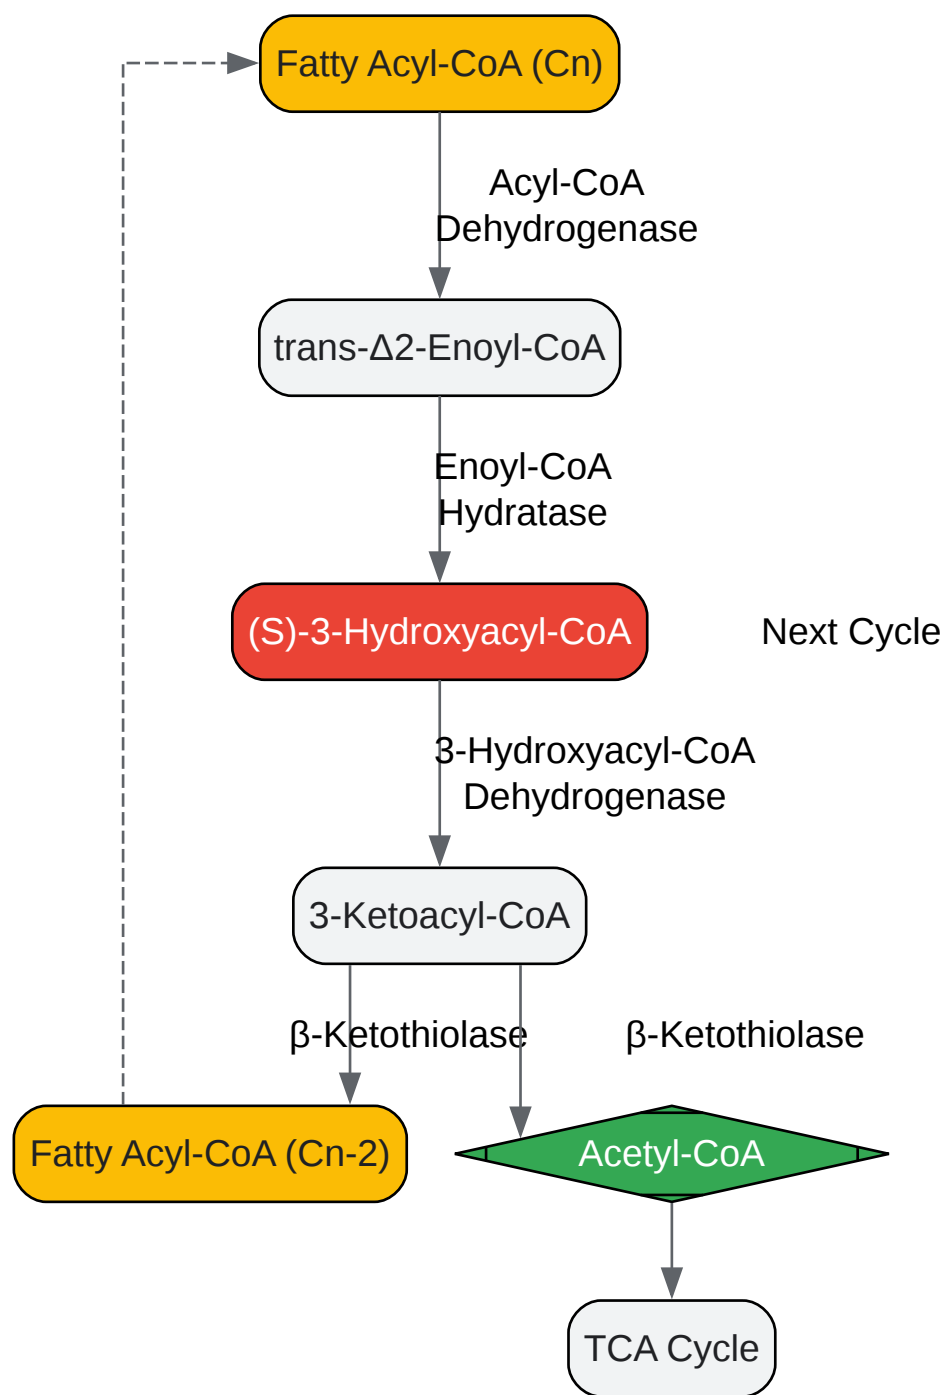 Fatty Acyl-CoA (Cn)
Acyl-CoA
Dehydrogenase
trans-Δ2-Enoyl-CoA
Enoyl-CoA
Hydratase
(S)-3-Hydroxyacyl-CoA
Next Cycle
3-Hydroxyacyl-CoA
Dehydrogenase
3-Ketoacyl-CoA
β-Ketothiolase
β-Ketothiolase
Fatty Acyl-CoA (Cn-2)
Acetyl-CoA
TCA Cycle